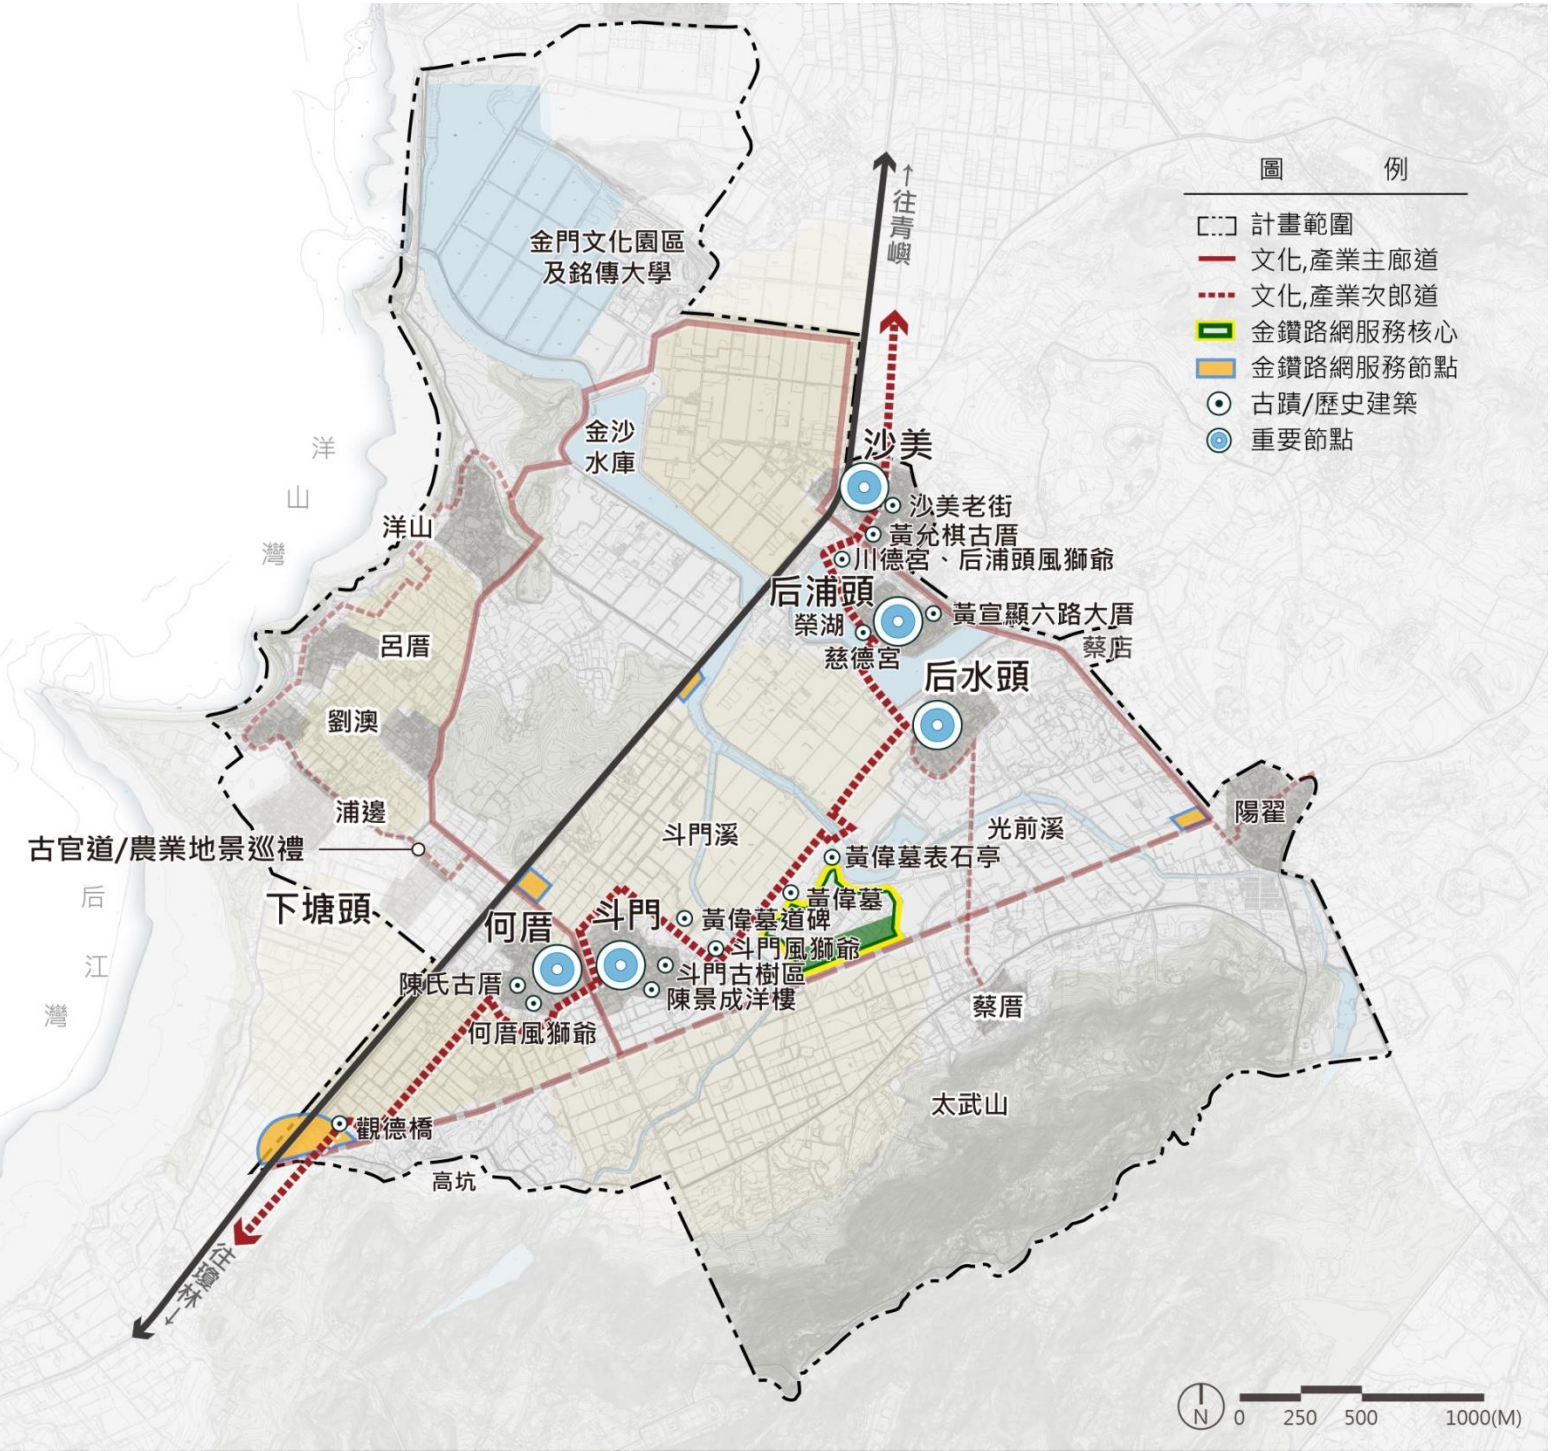 圖 例
計畫範圍
文化,產業主廊道
文化,產業次郎道
金鑽路網服務核心
金鑽路網服務節點
古蹟/歷史建築
重要節點
↑往青嶼
金門文化園區
及銘傳大學
金沙
水庫
沙美
沙美老街
黃允棋古厝
川德宮、后浦頭風獅爺
后浦頭
黃宣顯六路大厝
榮湖
慈德宮
蔡店
后水頭
洋山灣
洋山
呂厝
劉澳
浦邊
古官道/農業地景巡禮
后江灣
下塘頭
斗門溪
光前溪
陽翟
黃偉墓表石亭
黃偉墓
黃偉墓道碑
斗門
何厝
斗門風獅爺
斗門古樹區
陳景成洋樓
陳氏古厝
何厝風獅爺
蔡厝
太武山
觀德橋
高坑
往瓊林→
N
0 250 500 1000(M)